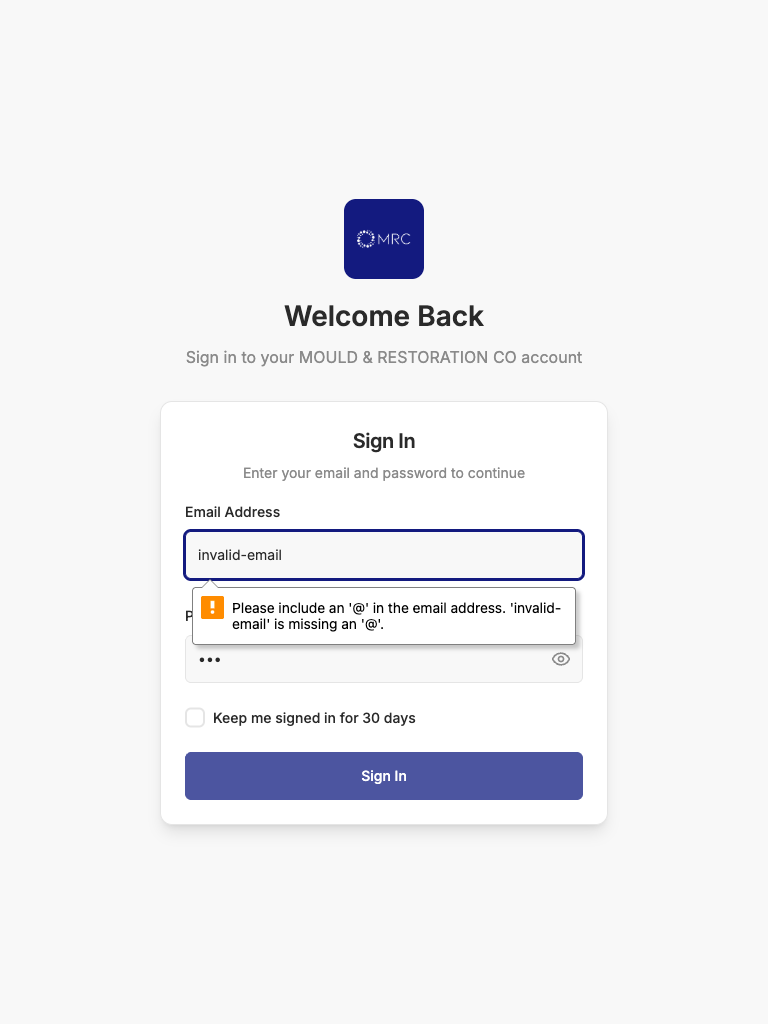 MRC
Welcome Back
Sign in to your MOULD & RESTORATION CO account
Sign In
Enter your email and password to continue
Email Address
invalid-email
Please include an '@' in the email address. 'invalid-
email' is missing an '@'.
Keep me signed in for 30 days
Sign In